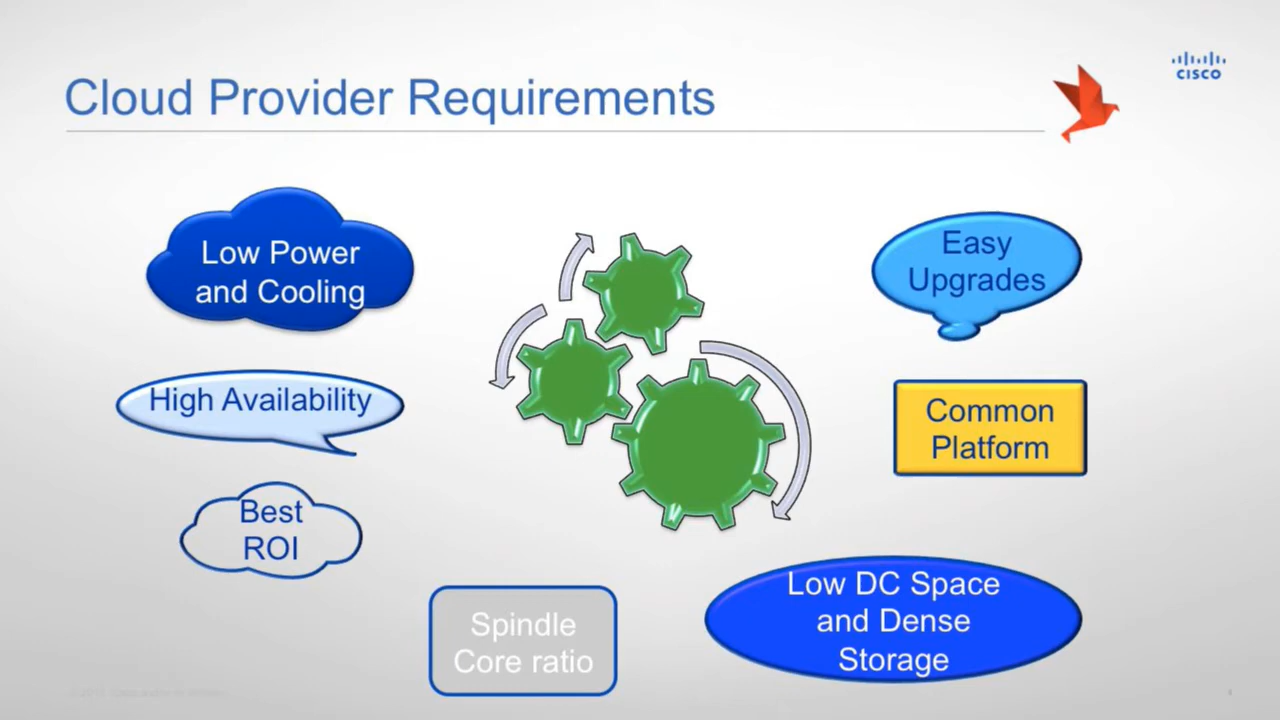 Cloud Provider Requirements
CISCO
Low Power
and Cooling
Easy
Upgrades
High Availability
Common
Platform
Best
ROI
Low DC Space
and Dense
Storage
Spindle
Core ratio